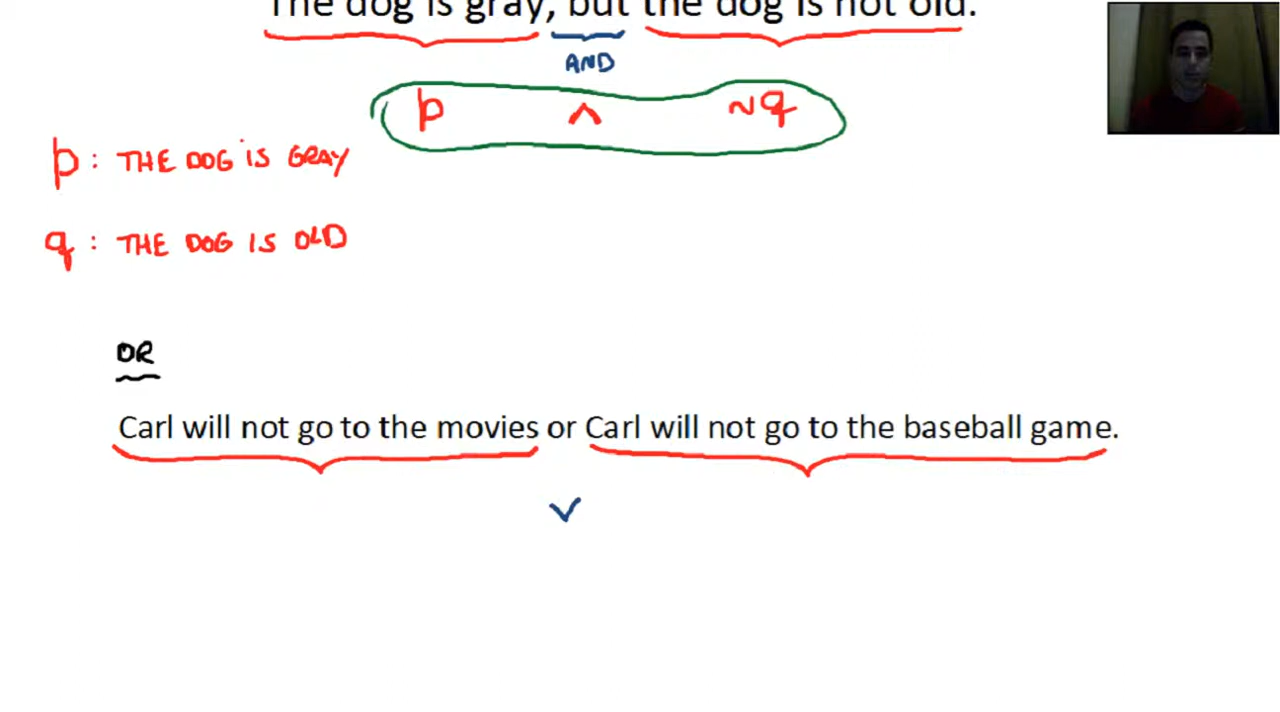 The dog is gray, but the dog is not old.
AND
p ∧ ~q
p: THE DOG IS GRAY
q: THE DOG IS OLD
OR
Carl will not go to the movies or Carl will not go to the baseball game.
∨